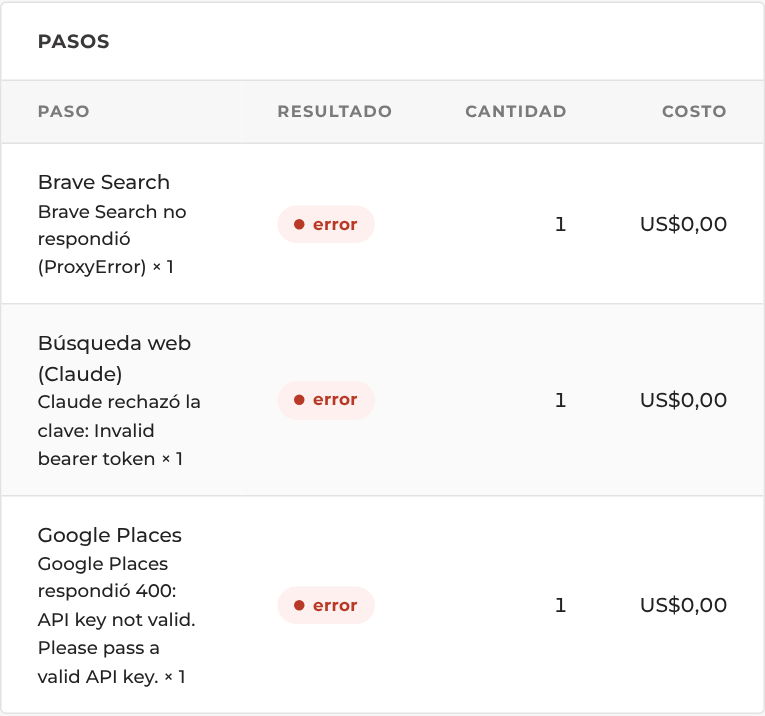 PASOS
PASO RESULTADO CANTIDAD COSTO
Brave Search
Brave Search no
respondió
(ProxyError) × 1
error 1 US$0,00
Búsqueda web
(Claude)
Claude rechazó la
clave: Invalid
bearer token × 1
error 1 US$0,00
Google Places
Google Places
respondió 400:
API key not valid.
Please pass a
valid API key. × 1
error 1 US$0,00